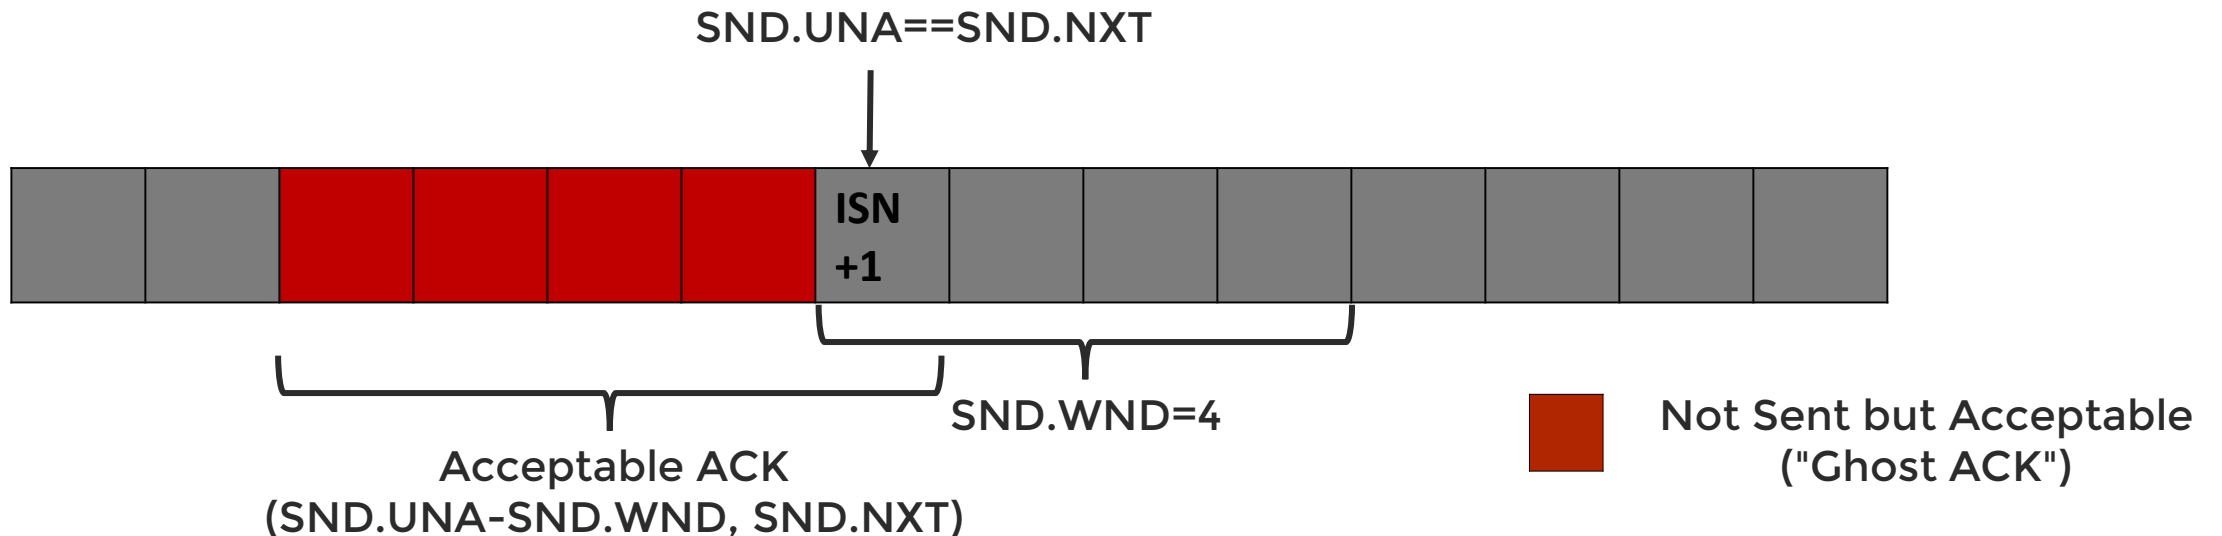 SND.UNA==SND.NXT
ISN
+1
SND.WND=4
Acceptable ACK
(SND.UNA-SND.WND, SND.NXT)
Not Sent but Acceptable
("Ghost ACK")